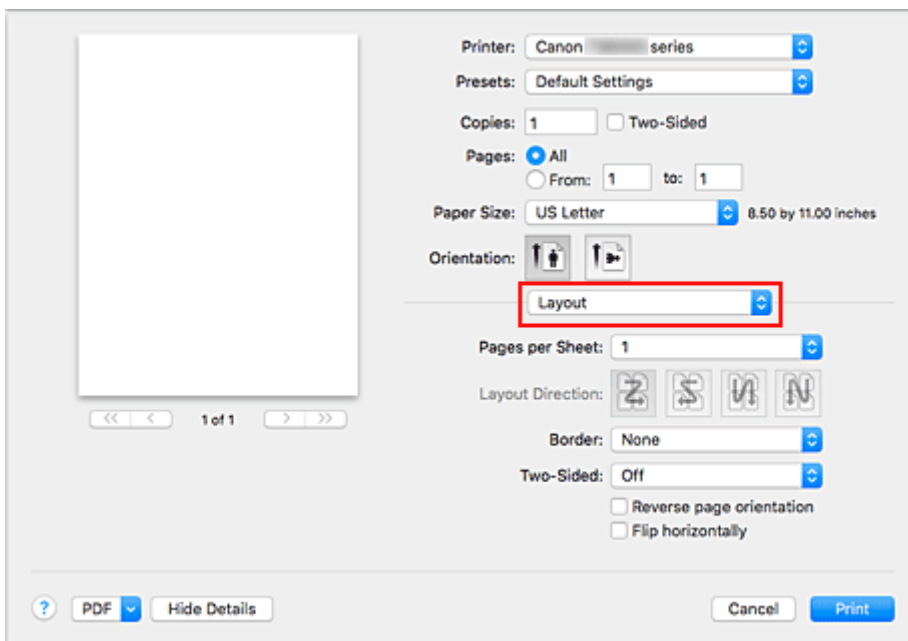 Printer: Canon series
Presets: Default Settings
Copies: 1 Two-Sided
Pages: All
From: 1 to: 1
Paper Size: US Letter 8.50 by 11.00 inches
Orientation:
Layout
Pages per Sheet: 1
Layout Direction:
Border: None
Two-Sided: Off
Reverse page orientation
Flip horizontally
<< < 1 of 1 > >>
? PDF Hide Details Cancel Print